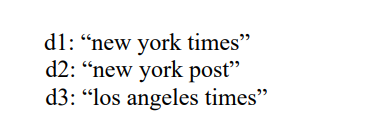 d1: “new york times”
d2: “new york post”
d3: “los angeles times”